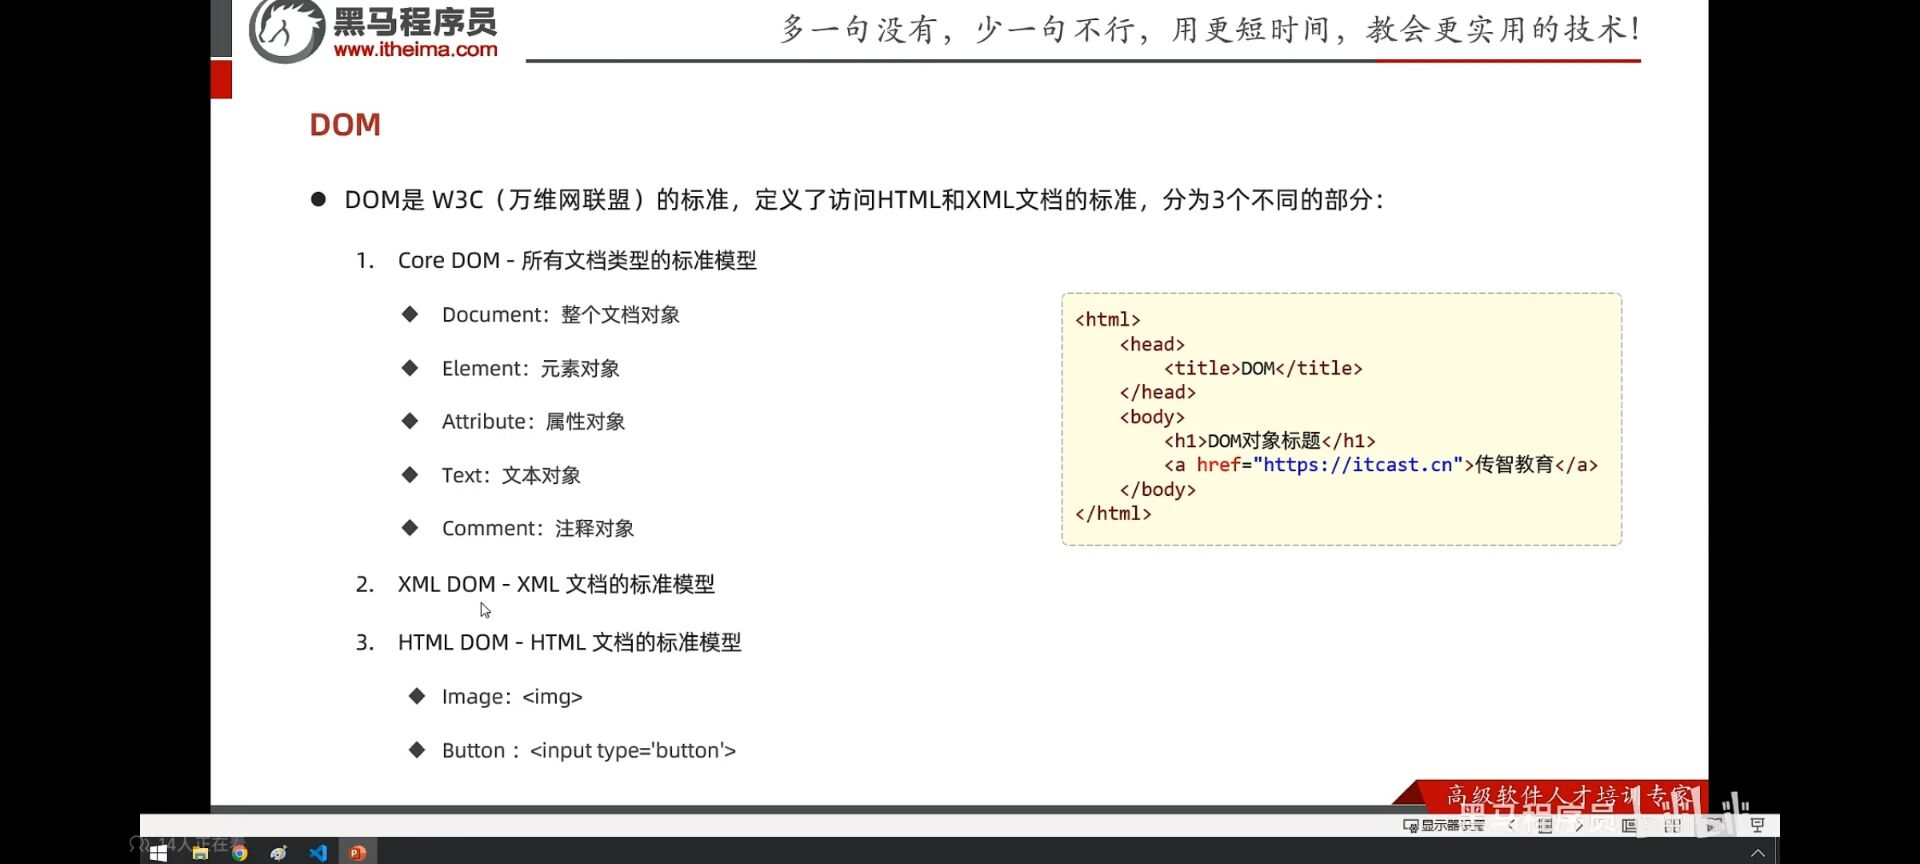 黑马程序员
www.itheima.com
多一句没有，少一句不行，用更短时间，教会更实用的技术！
DOM
● DOM是 W3C（万维网联盟）的标准，定义了访问HTML和XML文档的标准，分为3个不同的部分：
1. Core DOM - 所有文档类型的标准模型
◆ Document：整个文档对象
◆ Element：元素对象
◆ Attribute：属性对象
◆ Text：文本对象
◆ Comment：注释对象
2. XML DOM - XML 文档的标准模型
3. HTML DOM - HTML 文档的标准模型
◆ Image：<img>
◆ Button：<input type='button'>
<html>
<head>
<title>DOM</title>
</head>
<body>
<h1>DOM对象标题</h1>
<a href="https://itcast.cn">传智教育</a>
</body>
</html>
高级软件人才培训专家
黑马程序员
显示器设置
14人正在看